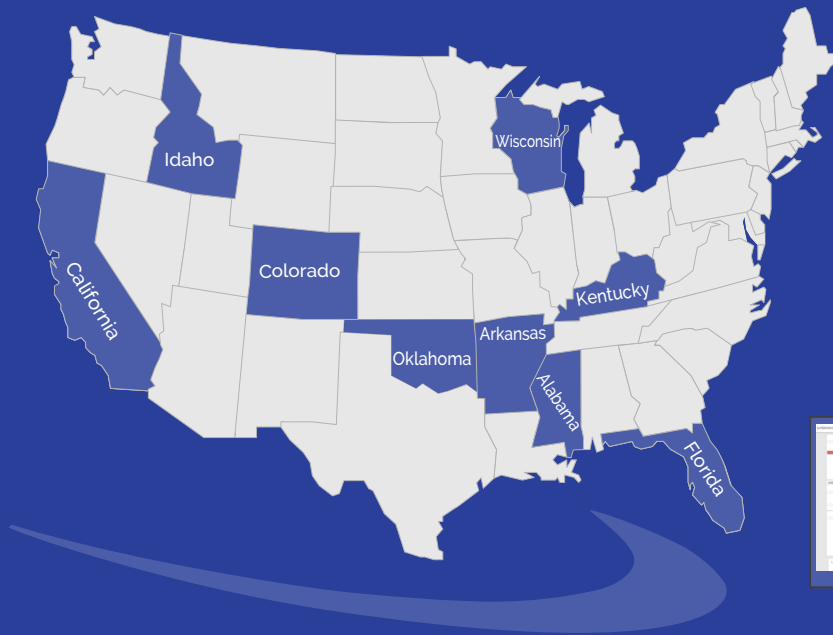 Wisconsin
Idaho
Colorado
California
Kentucky
Arkansas
Oklahoma
Alabama
Florida